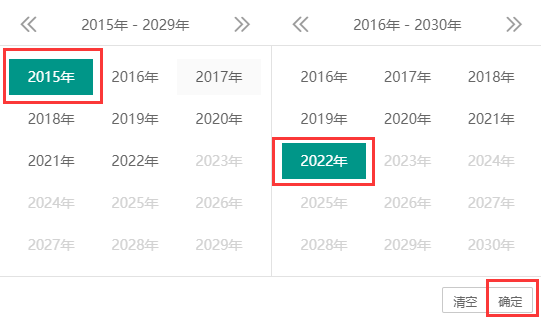 2015年 - 2029年
2015年 2016年 2017年
2018年 2019年 2020年
2021年 2022年 2023年
2024年 2025年 2026年
2027年 2028年 2029年
2016年 - 2030年
2016年 2017年 2018年
2019年 2020年 2021年
2022年 2023年 2024年
2025年 2026年 2027年
2028年 2029年 2030年
清空 确定